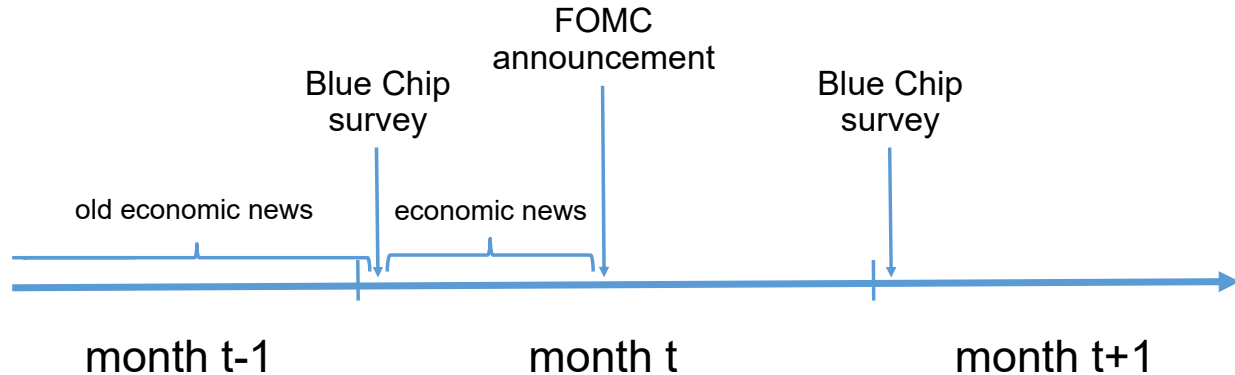 FOMC
announcement
Blue Chip
survey
Blue Chip
survey
old economic news
economic news
month t-1
month t
month t+1